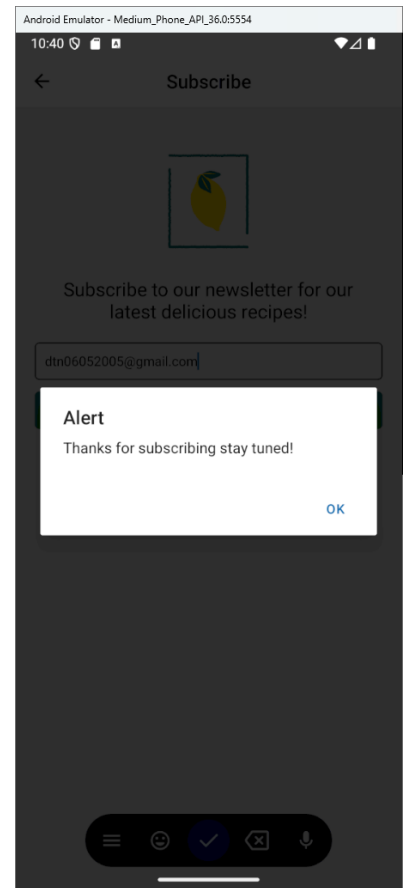 Android Emulator - Medium_Phone_API_36.0:5554
10:40
Subscribe
Subscribe to our newsletter for our
latest delicious recipes!
dtn06052005@gmail.com
Alert
Thanks for subscribing stay tuned!
OK